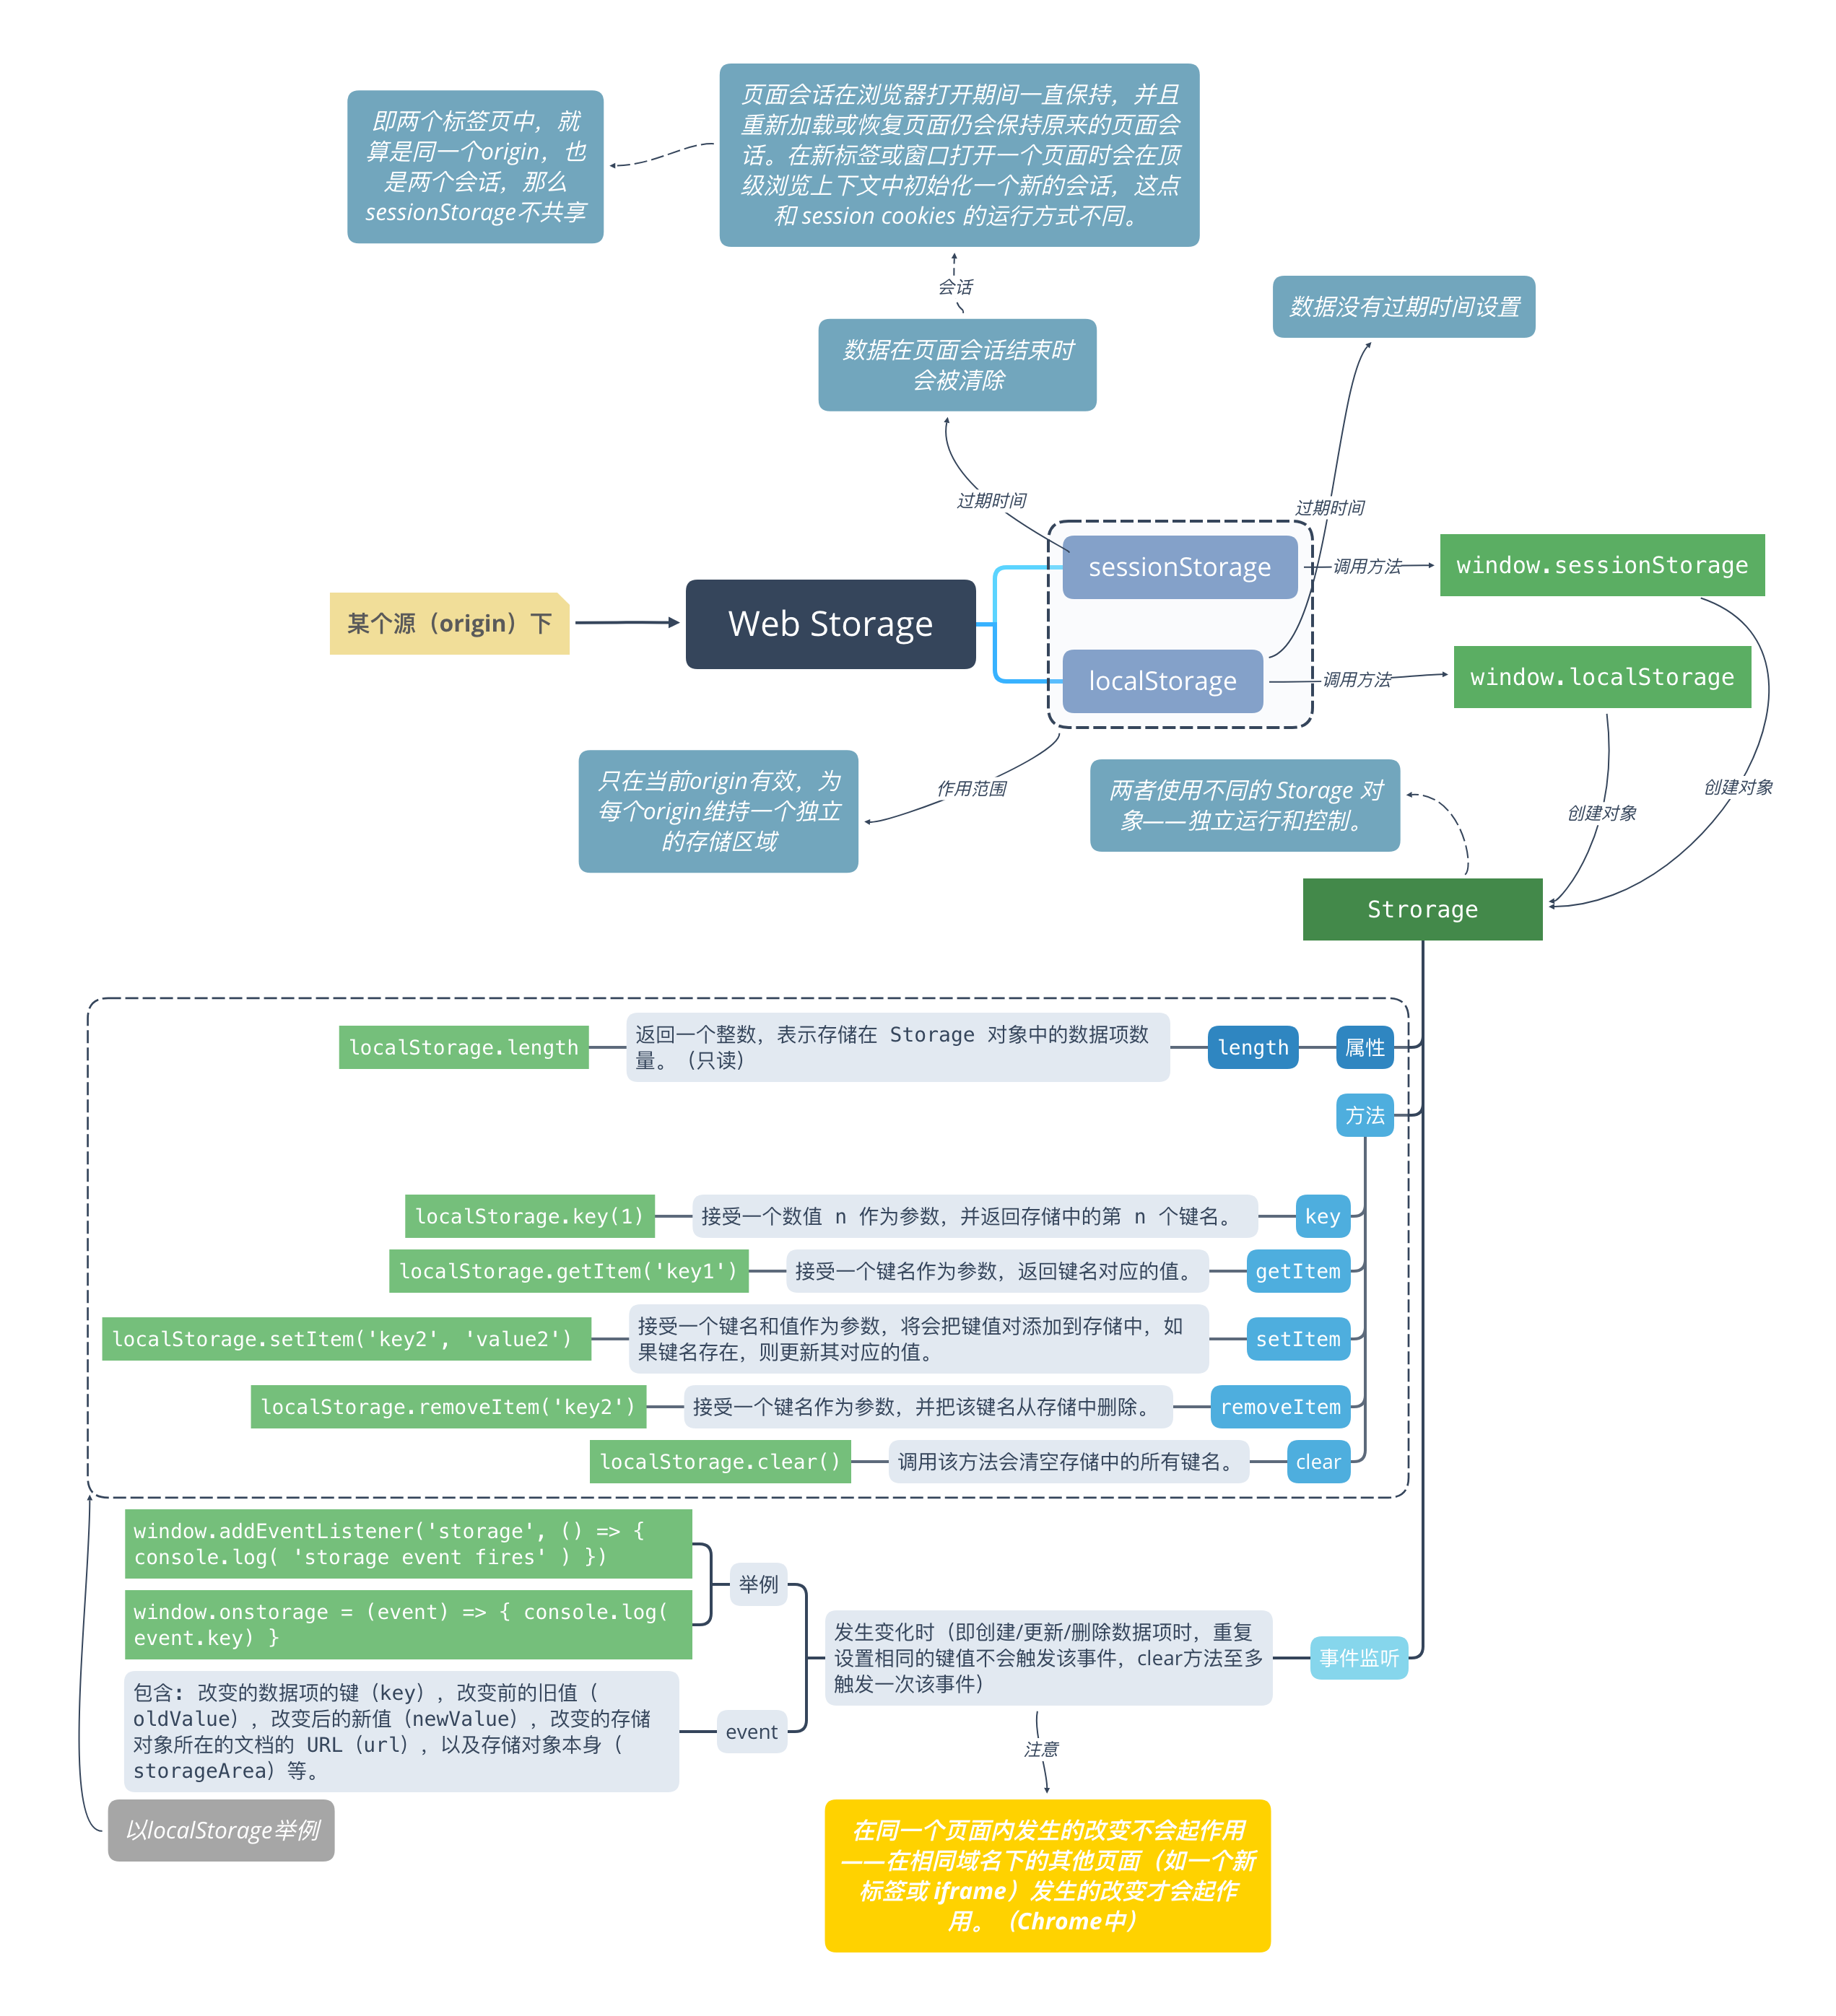 即两个标签页中，就
算是同一个origin，也
是两个会话，那么
sessionStorage不共享
页面会话在浏览器打开期间一直保持，并且
重新加载或恢复页面仍会保持原来的页面会
话。在新标签或窗口打开一个页面时会在顶
级浏览上下文中初始化一个新的会话，这点
和 session cookies 的运行方式不同。
会话
数据没有过期时间设置
数据在页面会话结束时
会被清除
过期时间
过期时间
sessionStorage
调用方法
window.sessionStorage
某个源（origin）下
Web Storage
localStorage
调用方法
window.localStorage
只在当前origin有效，为
每个origin维持一个独立
的存储区域
作用范围
两者使用不同的 Storage 对
象——独立运行和控制。
创建对象
创建对象
Strorage
localStorage.length
返回一个整数，表示存储在 Storage 对象中的数据项数
量。（只读）
length
属性
方法
localStorage.key(1)
接受一个数值 n 作为参数，并返回存储中的第 n 个键名。
key
localStorage.getItem('key1')
接受一个键名作为参数，返回键名对应的值。
getItem
localStorage.setItem('key2', 'value2')
接受一个键名和值作为参数，将会把键值对添加到存储中，如
果键名存在，则更新其对应的值。
setItem
localStorage.removeItem('key2')
接受一个键名作为参数，并把该键名从存储中删除。
removeItem
localStorage.clear()
调用该方法会清空存储中的所有键名。
clear
window.addEventListener('storage', () => {
console.log( 'storage event fires' ) })
举例
window.onstorage = (event) => { console.log(
event.key) }
发生变化时（即创建/更新/删除数据项时，重复
设置相同的键值不会触发该事件，clear方法至多
触发一次该事件）
事件监听
包含: 改变的数据项的键（key）, 改变前的旧值（
oldValue）, 改变后的新值（newValue）, 改变的存储
对象所在的文档的 URL（url）, 以及存储对象本身（
storageArea）等。
event
注意
以localStorage举例
在同一个页面内发生的改变不会起作用
——在相同域名下的其他页面（如一个新
标签或 iframe）发生的改变才会起作
用。（Chrome中）